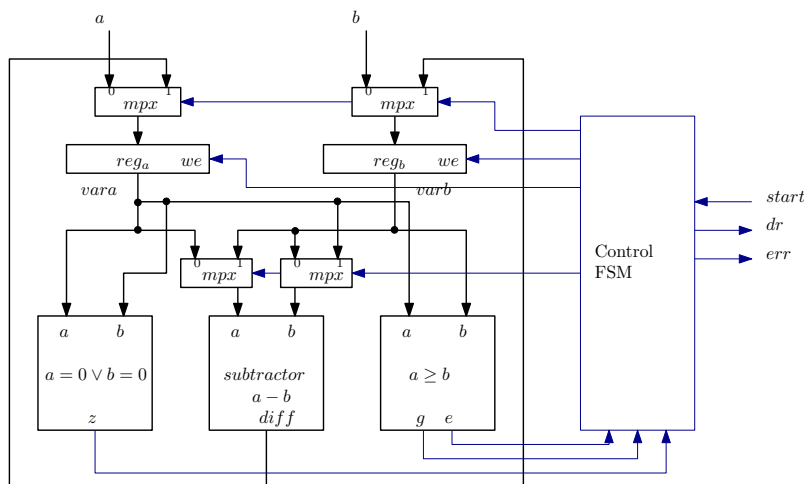 a b
0 1 0 1
mpx mpx
reg_a we reg_b we
vara varb
start
dr
Control err
FSM
0 1 0 1
mpx mpx
a b a b a b
a = 0 ∨ b = 0 subtractor a ≥ b
a − b
z diff g e